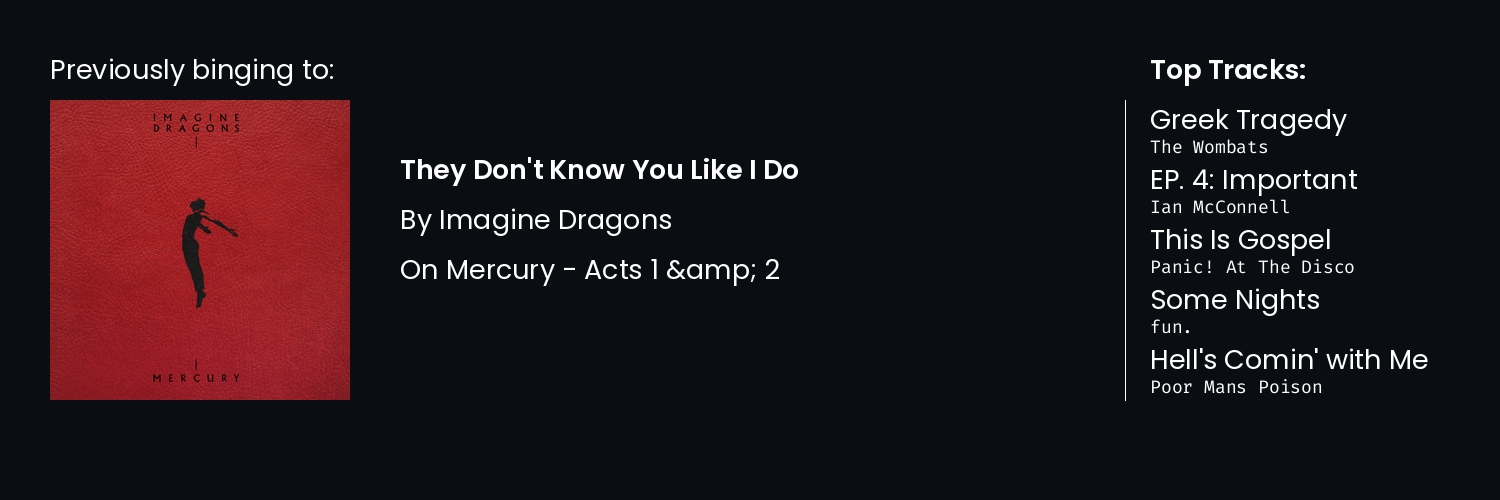 Previously binging to:
IMAGINE
DRAGONS
MERCURY
They Don't Know You Like I Do
By Imagine Dragons
On Mercury - Acts 1 &amp; 2
Top Tracks:
Greek Tragedy
The Wombats
EP. 4: Important
Ian McConnell
This Is Gospel
Panic! At The Disco
Some Nights
fun.
Hell's Comin' with Me
Poor Mans Poison